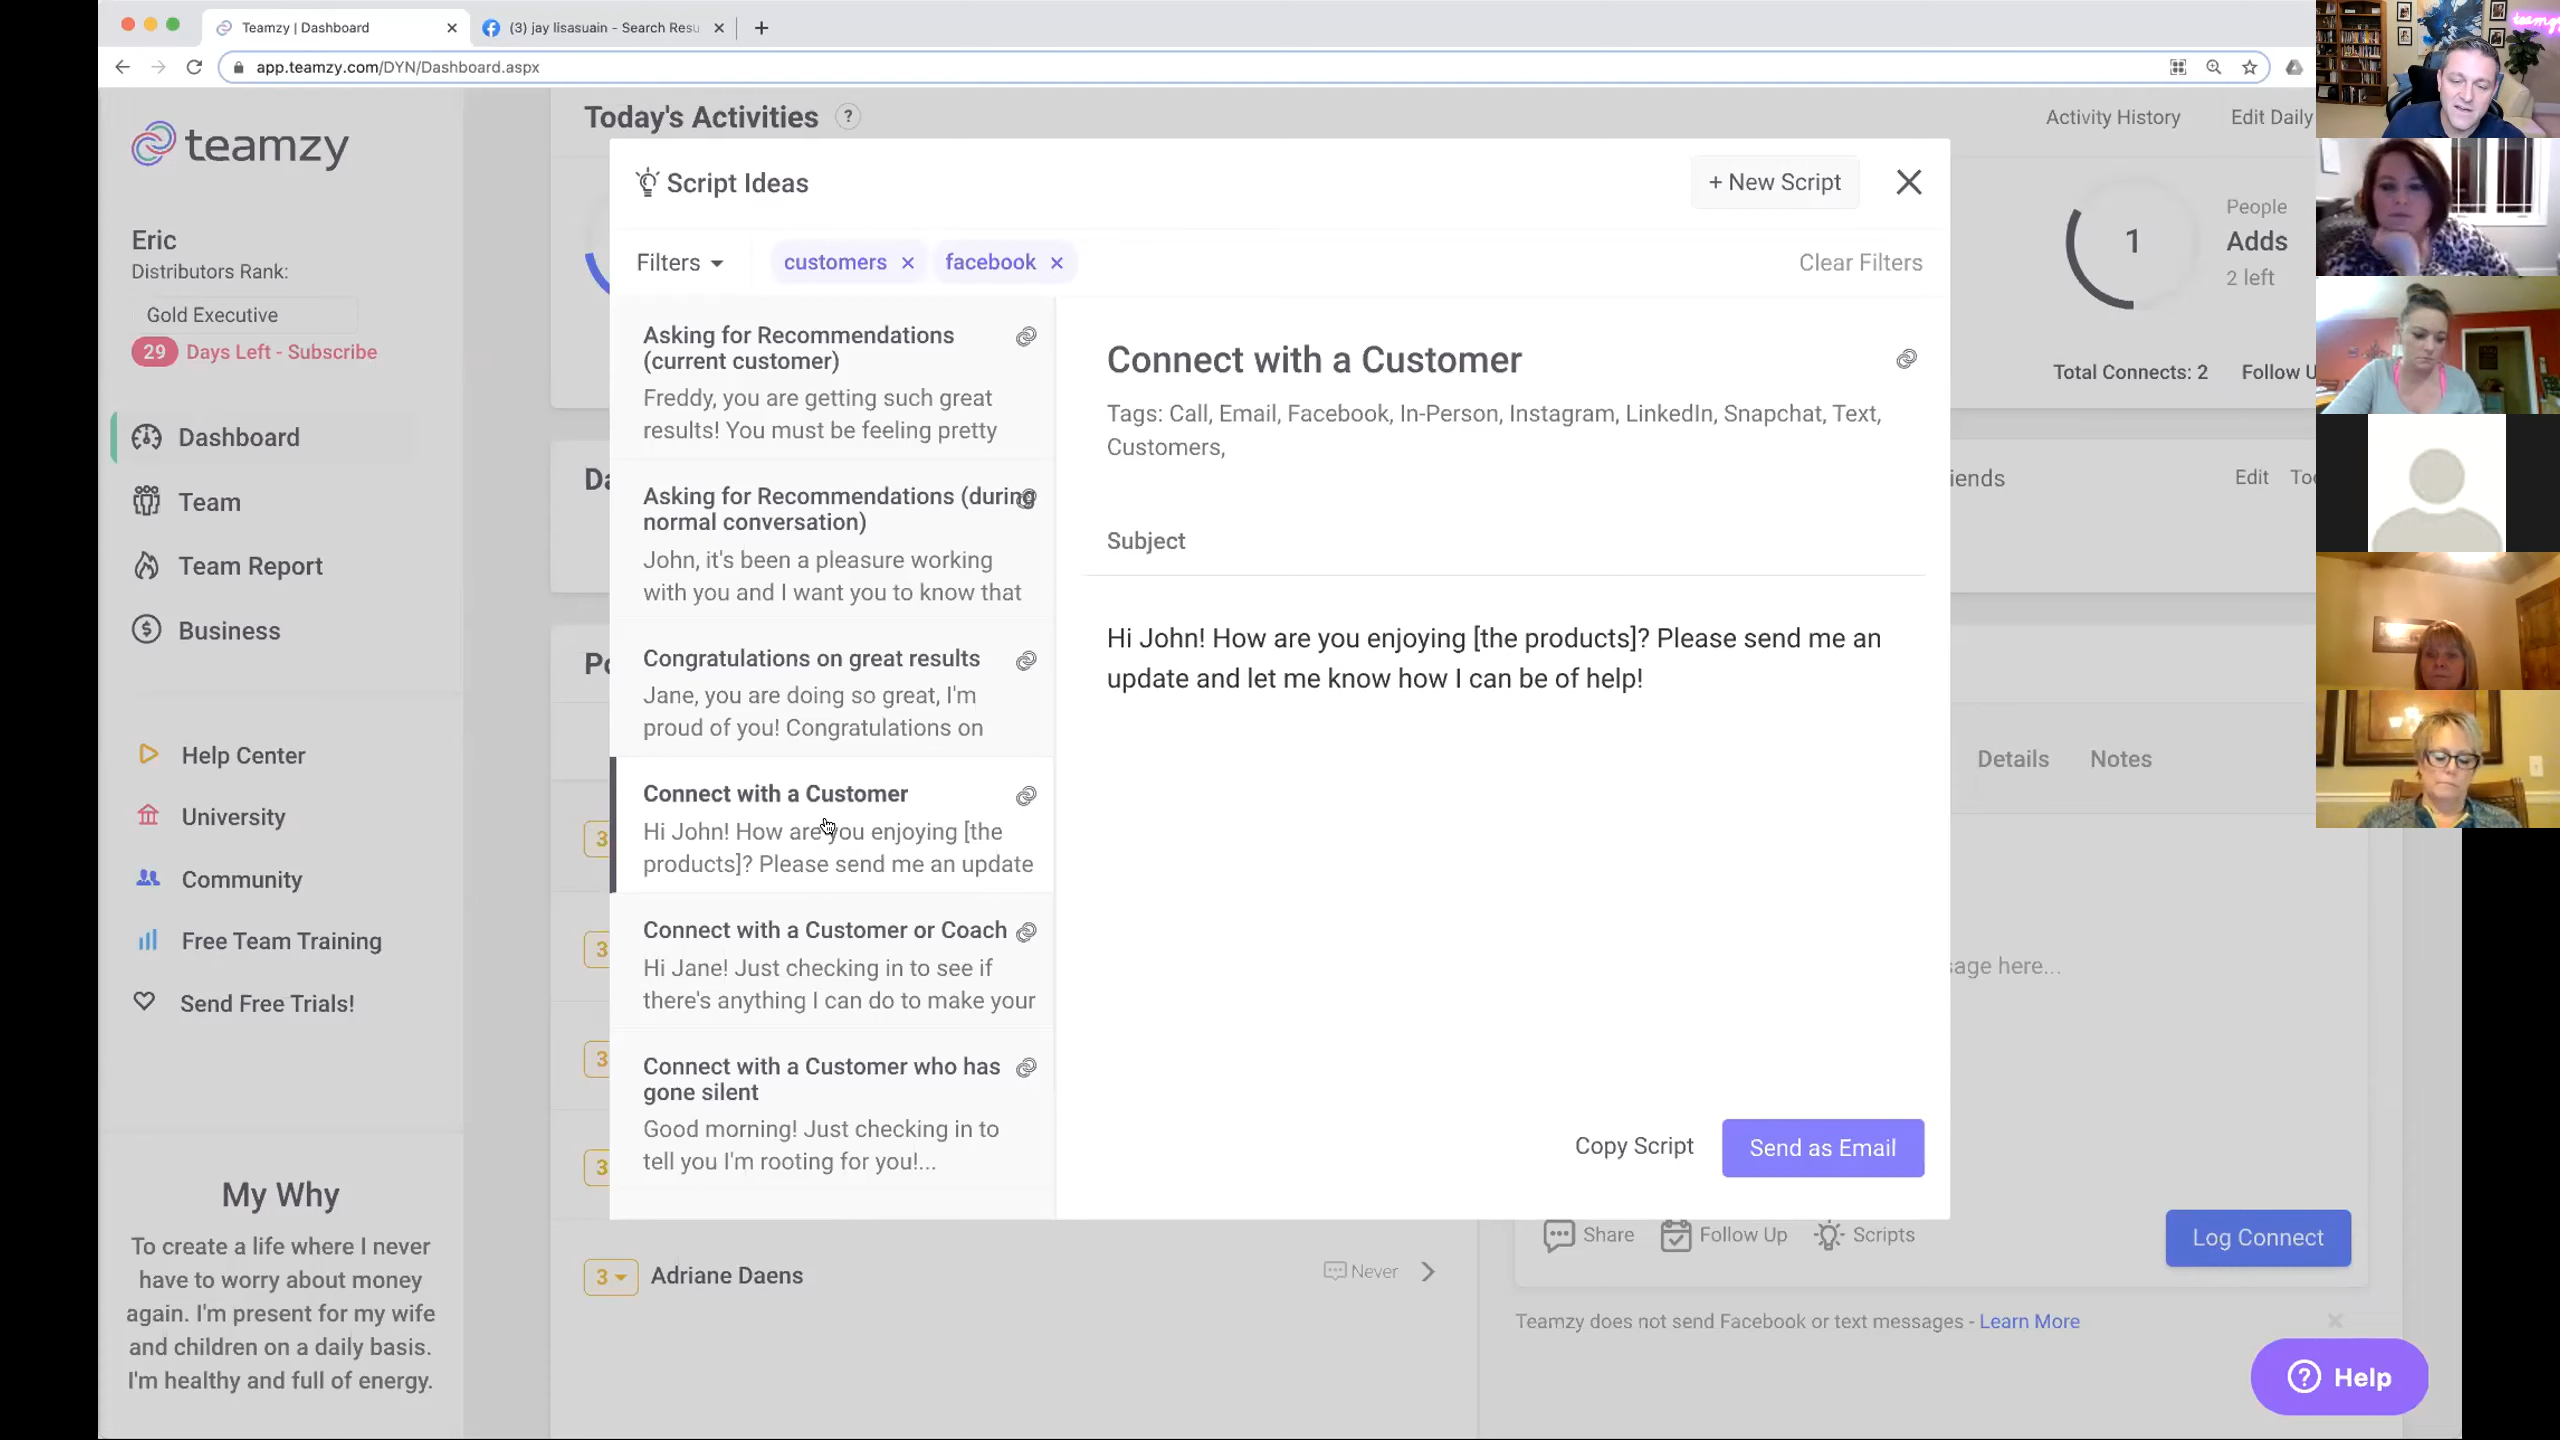 Teamzy | Dashboard
(3) jay lisasuain - Search Resu
app.teamzy.com/DYN/Dashboard.aspx
teamzy
Eric
Distributors Rank:
Gold Executive
29 Days Left - Subscribe
Dashboard
Team
Team Report
Business
Help Center
University
Community
Free Team Training
Send Free Trials!
My Why
To create a life where I never
have to worry about money
again. I'm present for my wife
and children on a daily basis.
I'm healthy and full of energy.
Today's Activities ?
Activity History
Edit Daily
1
People
Adds
2 left
Total Connects: 2
Follow U
Script Ideas
+ New Script
Filters
customers
facebook
Clear Filters
Asking for Recommendations
(current customer)
Freddy, you are getting such great
results! You must be feeling pretty
Asking for Recommendations (during
normal conversation)
John, it's been a pleasure working
with you and I want you to know that
Congratulations on great results
Jane, you are doing so great, I'm
proud of you! Congratulations on
Connect with a Customer
Hi John! How are you enjoying [the
products]? Please send me an update
Connect with a Customer or Coach
Hi Jane! Just checking in to see if
there's anything I can do to make your
Connect with a Customer who has
gone silent
Good morning! Just checking in to
tell you I'm rooting for you!...
Connect with a Customer
Tags: Call, Email, Facebook, In-Person, Instagram, LinkedIn, Snapchat, Text,
Customers,
Subject
Hi John! How are you enjoying [the products]? Please send me an
update and let me know how I can be of help!
Copy Script
Send as Email
Da
Po
iends
Edit
Too
Details
Notes
sage here...
3
3
3
3
3
Adriane Daens
Never
Share
Follow Up
Scripts
Log Connect
Teamzy does not send Facebook or text messages - Learn More
? Help